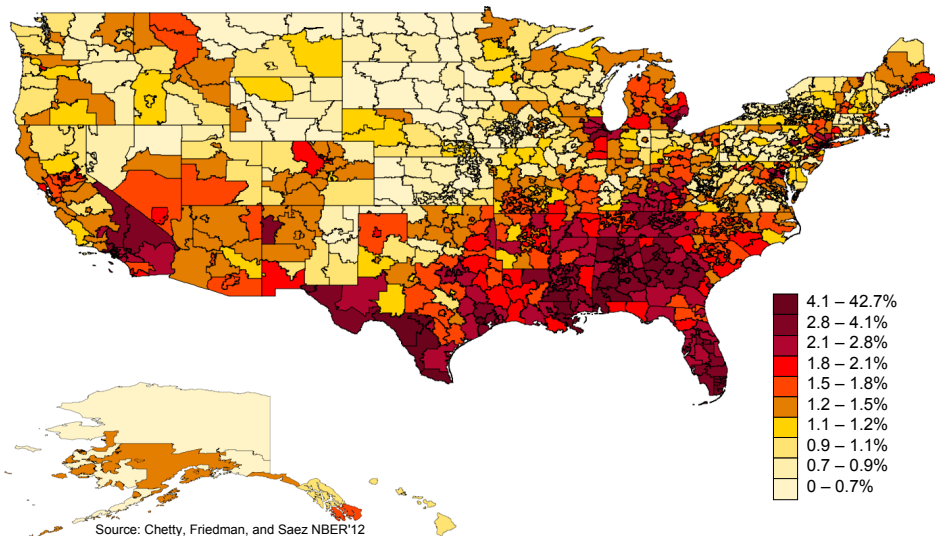 4.1 – 42.7%
2.8 – 4.1%
2.1 – 2.8%
1.8 – 2.1%
1.5 – 1.8%
1.2 – 1.5%
1.1 – 1.2%
0.9 – 1.1%
0.7 – 0.9%
0 – 0.7%
Source: Chetty, Friedman, and Saez NBER'12